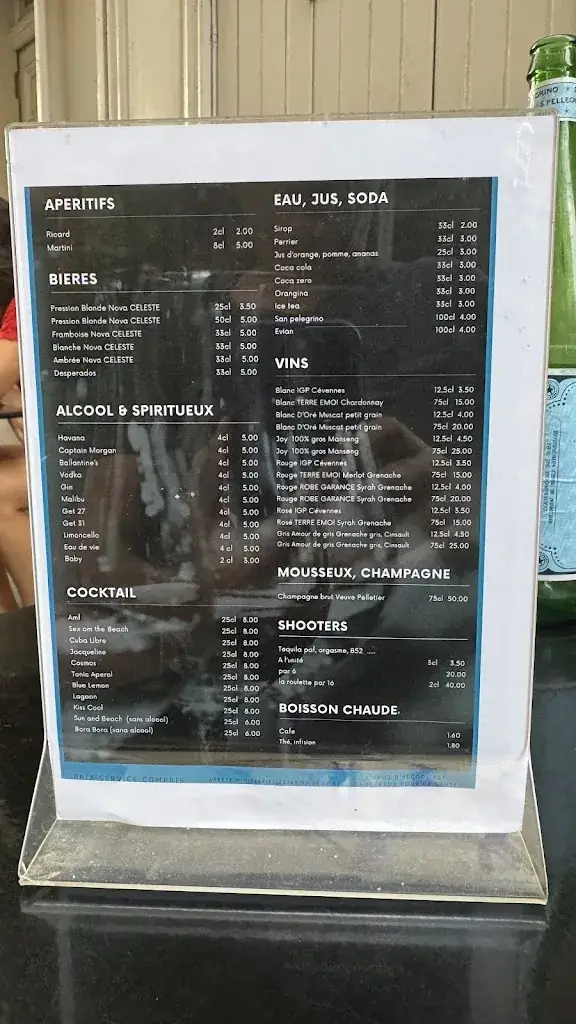 APERITIFS
Ricard 2cl 2.00
Martini 8cl 5.00
BIERES
Pression Blonde Nova CELESTE 25cl 3.50
Pression Blonde Nova CELESTE 50cl 5.00
Framboise Nova CELESTE 33cl 5.00
Blanche Nova CELESTE 33cl 5.00
Ambrée Nova CELESTE 33cl 5.00
Desperados 33cl 5.00
ALCOOL & SPIRITUEUX
Havana 4cl 5.00
Captain Morgan 4cl 5.00
Ballantine's 4cl 5.00
Vodka 4cl 5.00
Gin 4cl 5.00
Malibu 4cl 5.00
Get 27 4cl 5.00
Get 31 4cl 5.00
Limoncello 4cl 5.00
Eau de vie 4 cl 5.00
Baby 2 cl 3.00
COCKTAIL
Aml 25cl 8.00
Sex om the Beach 25cl 8.00
Cuba Libre 25cl 8.00
Jacqueline 25cl 8.00
Cosmos 25cl 8.00
Tonic Aperol 25cl 8.00
Blue Lemon 25cl 8.00
Lagoon 25cl 8.00
Kiss Cool 25cl 8.00
Sun and Beach (sans alcool) 25cl 6.00
Bora Bora (sans alcool) 25cl 6.00
PRIX SERVICE COMPRIS
EAU, JUS, SODA
Sirop 33cl 2.00
Perrier 33cl 3.00
Jus d'orange, pomme, ananas 25cl 3.00
Coca cola 33cl 3.00
Coca zero 33cl 3.00
Orangina 33cl 3.00
Ice tea 33cl 3.00
San pelegrino 100cl 4.00
Evian 100cl 4.00
VINS
Blanc IGP Cévennes 12.5cl 3.50
Blanc TERRE EMOI Chardonnay 75cl 15.00
Blanc D'Oré Muscat petit grain 12.5cl 4.00
Blanc D'Oré Muscat petit grain 75cl 20.00
Joy 100% gros Manseng 12.5cl 4.50
Joy 100% gros Manseng 75cl 25.00
Rouge IGP Cévennes 12.5cl 3.50
Rouge TERRE EMOI Merlot Grenache 75cl 15.00
Rouge ROBE GARANCE Syrah Grenache 12.5cl 4.00
Rouge ROBE GARANCE Syrah Grenache 75cl 20.00
Rosé IGP Cévennes 12.5cl 3.50
Rosé TERRE EMOI Syrah Grenache 75cl 15.00
Gris Amour de gris Grenache gris, Cinsault 12.5cl 4.50
Gris Amour de gris Grenache gris, Cinsault 75cl 25.00
MOUSSEUX, CHAMPAGNE
Champagne brut Veuve Pelletier 75cl 50.00
SHOOTERS
Tequila paf, orgasme, B52 ....
A l'unité 3cl 3.50
par 6 20.00
la roulette par 16 2cl 40.00
BOISSON CHAUDE
Cafe 1.60
Thé, infision 1.80
S.PELLEG